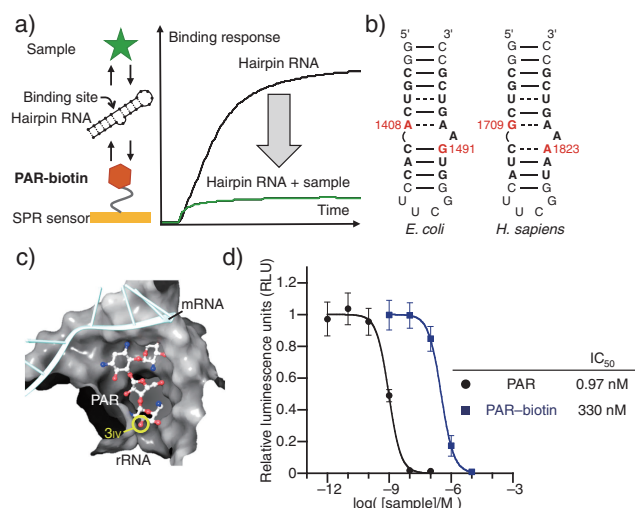 a)
Sample
Binding site
Hairpin RNA
PAR-biotin
SPR sensor
Binding response
Hairpin RNA
Hairpin RNA + sample
Time
b)
5' 3'
G C
G C
C G
G C
U U
C G
1408 A A
A
C G 1491
A U
C G
C G
U G
U C
E. coli
5' 3'
G C
G C
C G
G C
U U
C G
1709 G A
A
C A 1823
U A
A U
C G
U G
U C
H. sapiens
c)
mRNA
PAR
3IV
rRNA
d)
Relative luminescence units (RLU)
1.2
1
0.8
0.6
0.4
0.2
0
−12 −9 −6 −3
log( [sample]/M )
IC50
PAR 0.97 nM
PAR–biotin 330 nM